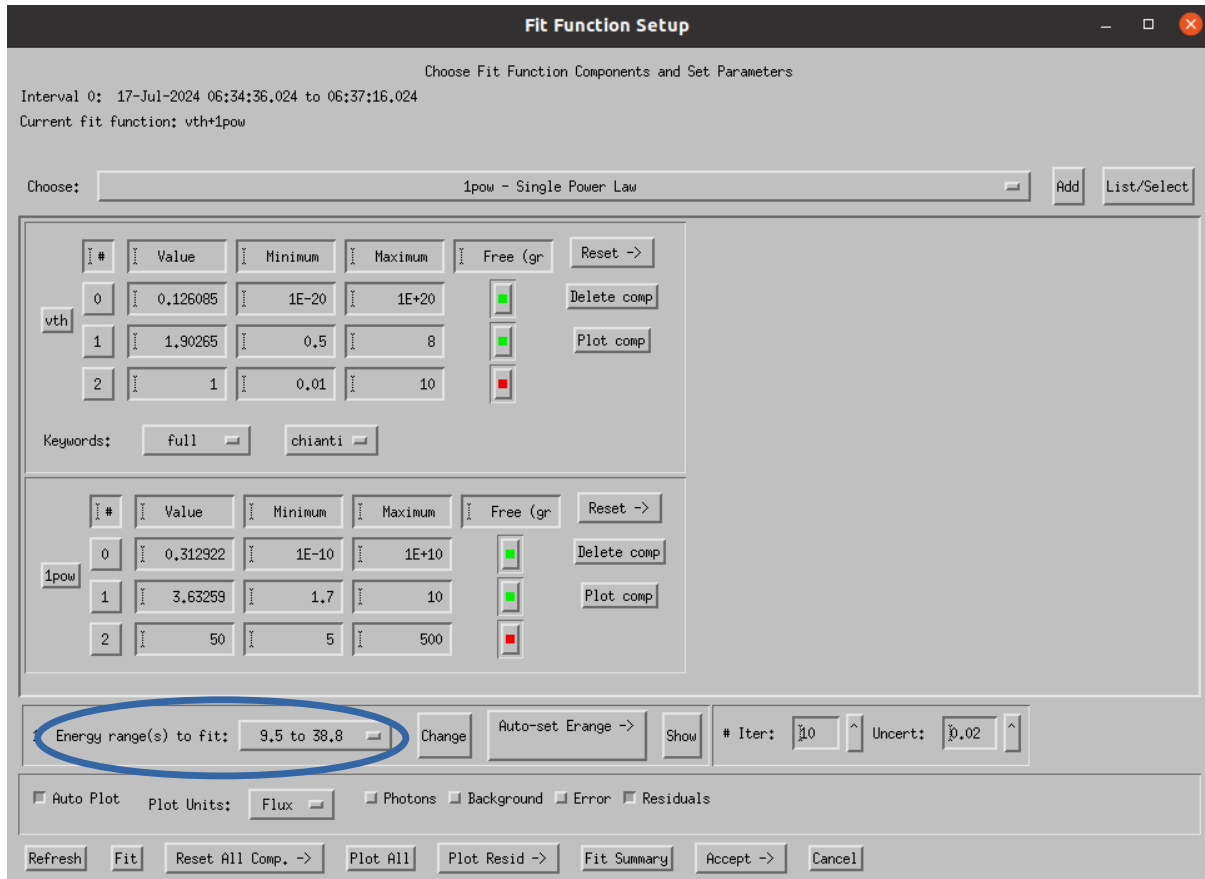 Fit Function Setup
Choose Fit Function Components and Set Parameters
Interval 0: 17-Jul-2024 06:34:36.024 to 06:37:16.024
Current fit function: vth+1pow
Choose: 1pow - Single Power Law Add List/Select
# Value Minimum Maximum Free (gr Reset ->
0 0.126085 1E-20 1E+20 Delete comp
vth
1 1.90265 0.5 8 Plot comp
2 1 0.01 10
Keywords: full chianti
# Value Minimum Maximum Free (gr Reset ->
0 0.312922 1E-10 1E+10 Delete comp
1pow
1 3.63259 1.7 10 Plot comp
2 50 5 500
Energy range(s) to fit: 9.5 to 38.8 Change Auto-set Erange -> Show # Iter: 10 ^ Uncert: 0.02 ^
Auto Plot Plot Units: Flux Photons Background Error Residuals
Refresh Fit Reset All Comp. -> Plot All Plot Resid -> Fit Summary Accept -> Cancel